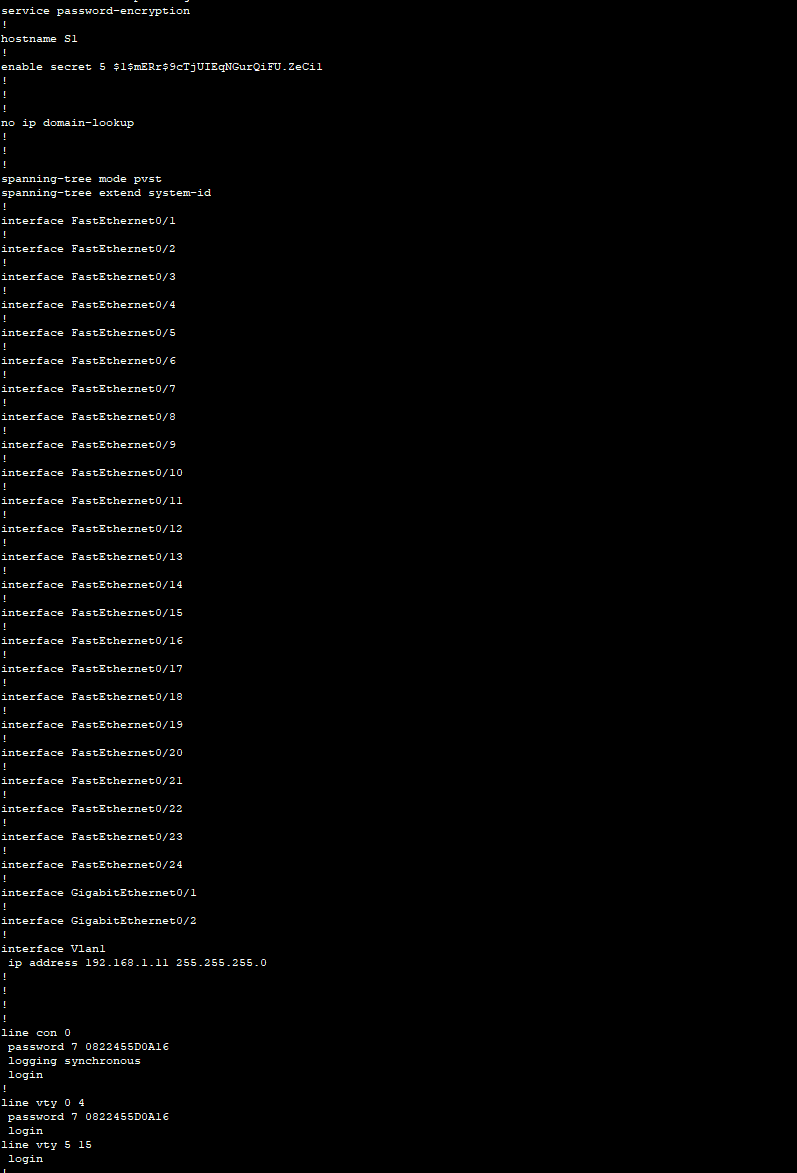 service password-encryption
!
hostname S1
!
enable secret 5 $1$mERr$9cTjUIEqNGurQiFU.ZeCi1
!
!
!
no ip domain-lookup
!
!
!
spanning-tree mode pvst
spanning-tree extend system-id
!
interface FastEthernet0/1
!
interface FastEthernet0/2
!
interface FastEthernet0/3
!
interface FastEthernet0/4
!
interface FastEthernet0/5
!
interface FastEthernet0/6
!
interface FastEthernet0/7
!
interface FastEthernet0/8
!
interface FastEthernet0/9
!
interface FastEthernet0/10
!
interface FastEthernet0/11
!
interface FastEthernet0/12
!
interface FastEthernet0/13
!
interface FastEthernet0/14
!
interface FastEthernet0/15
!
interface FastEthernet0/16
!
interface FastEthernet0/17
!
interface FastEthernet0/18
!
interface FastEthernet0/19
!
interface FastEthernet0/20
!
interface FastEthernet0/21
!
interface FastEthernet0/22
!
interface FastEthernet0/23
!
interface FastEthernet0/24
!
interface GigabitEthernet0/1
!
interface GigabitEthernet0/2
!
interface Vlan1
 ip address 192.168.1.11 255.255.255.0
!
!
!
!
line con 0
 password 7 0822455D0A16
 logging synchronous
 login
!
line vty 0 4
 password 7 0822455D0A16
 login
line vty 5 15
 login
!